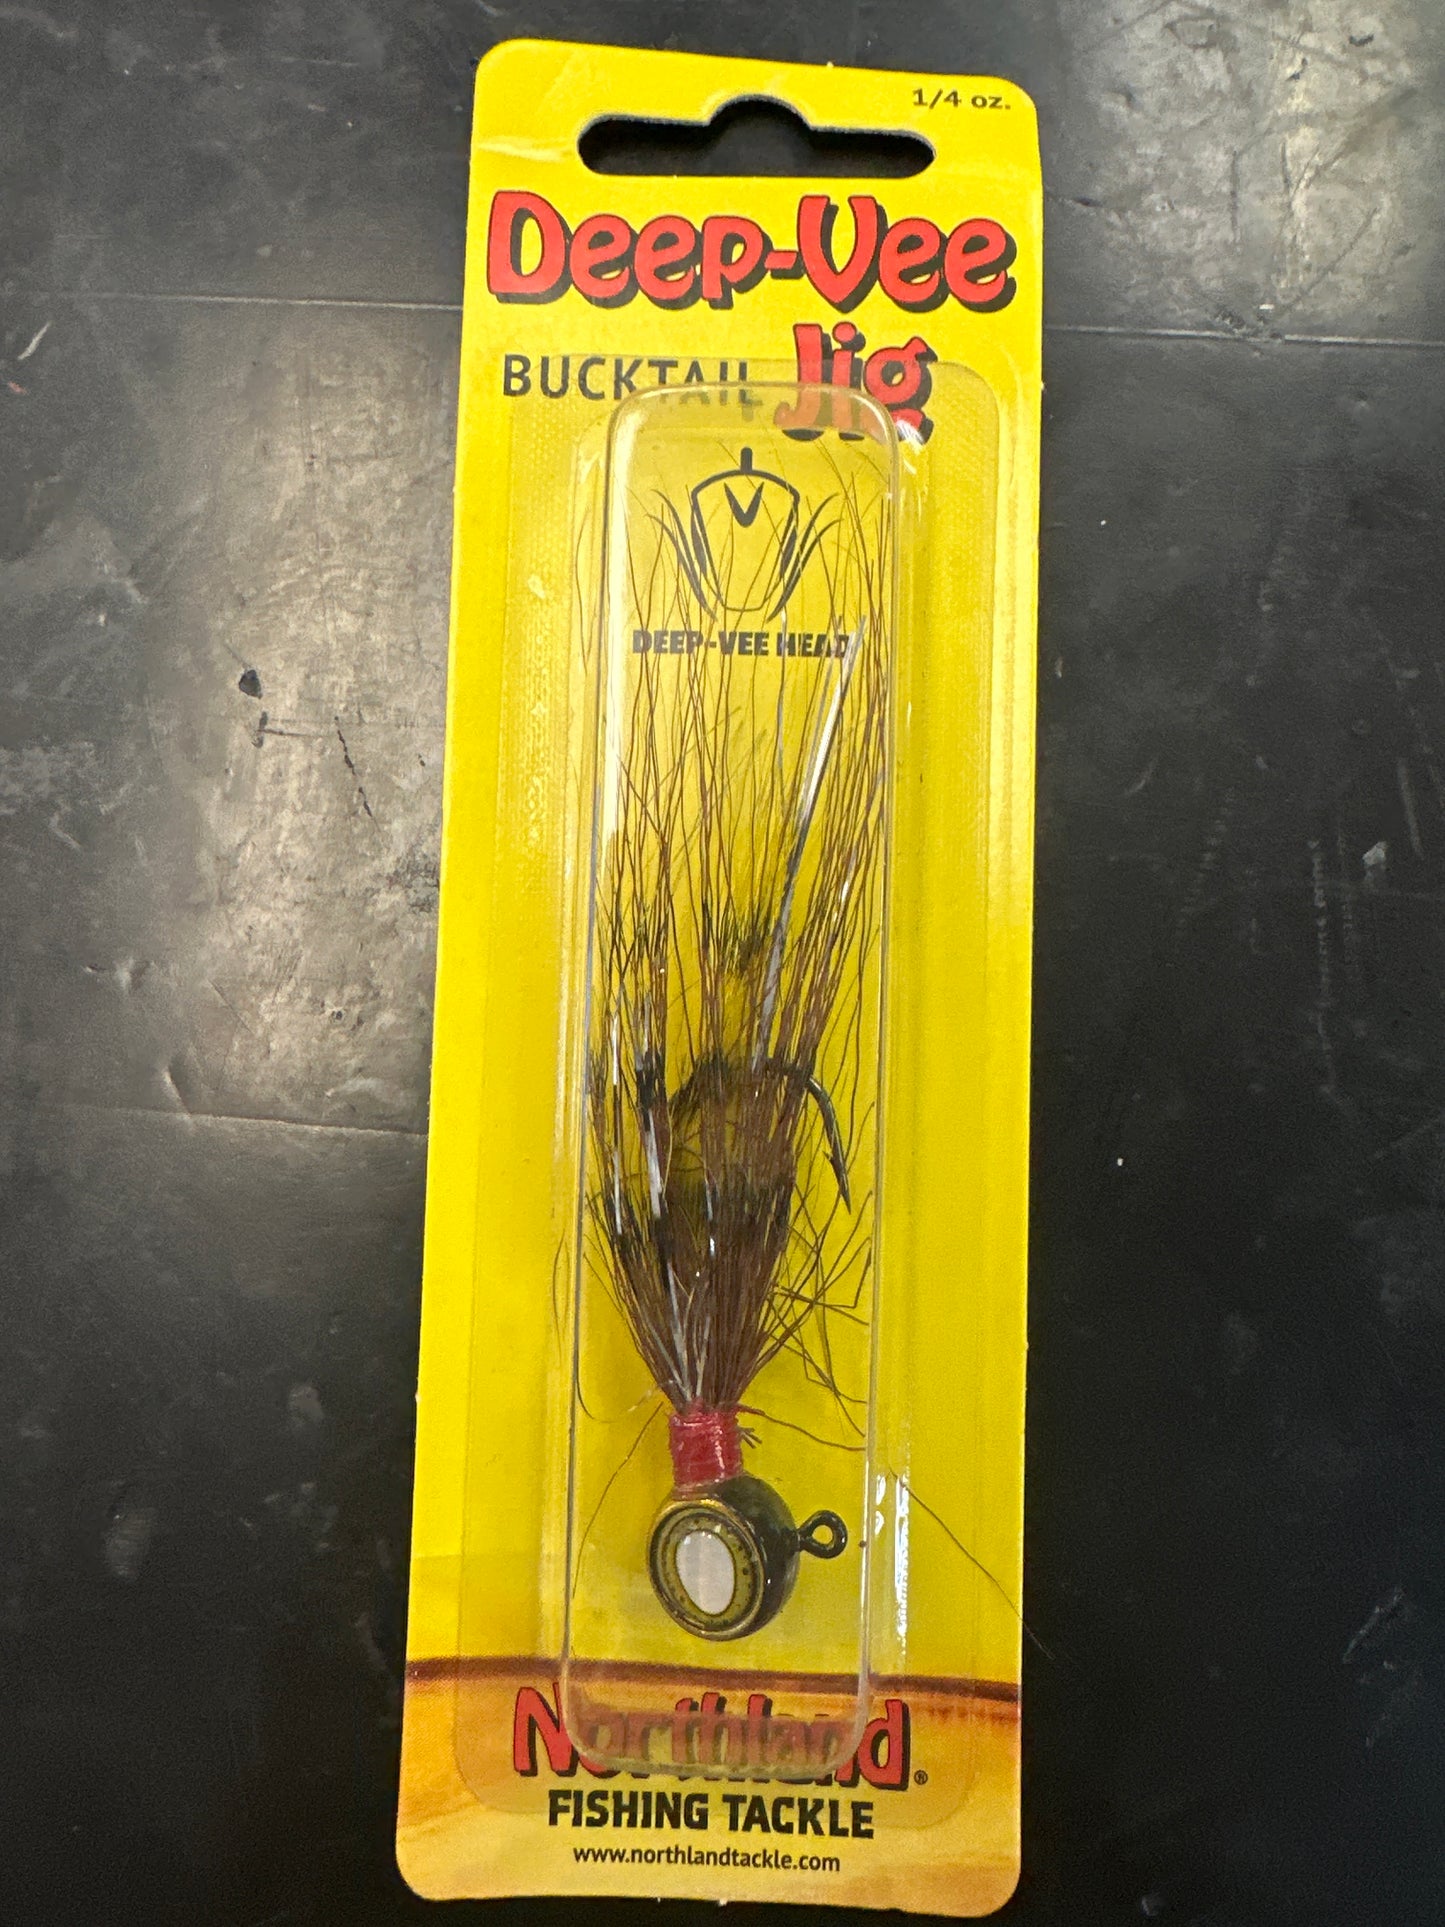 1/4 oz.
Deep-Vee
BUCKTAIL Jig
DEEP-VEE HEAD
Northland®
FISHING TACKLE
www.northlandtackle.com